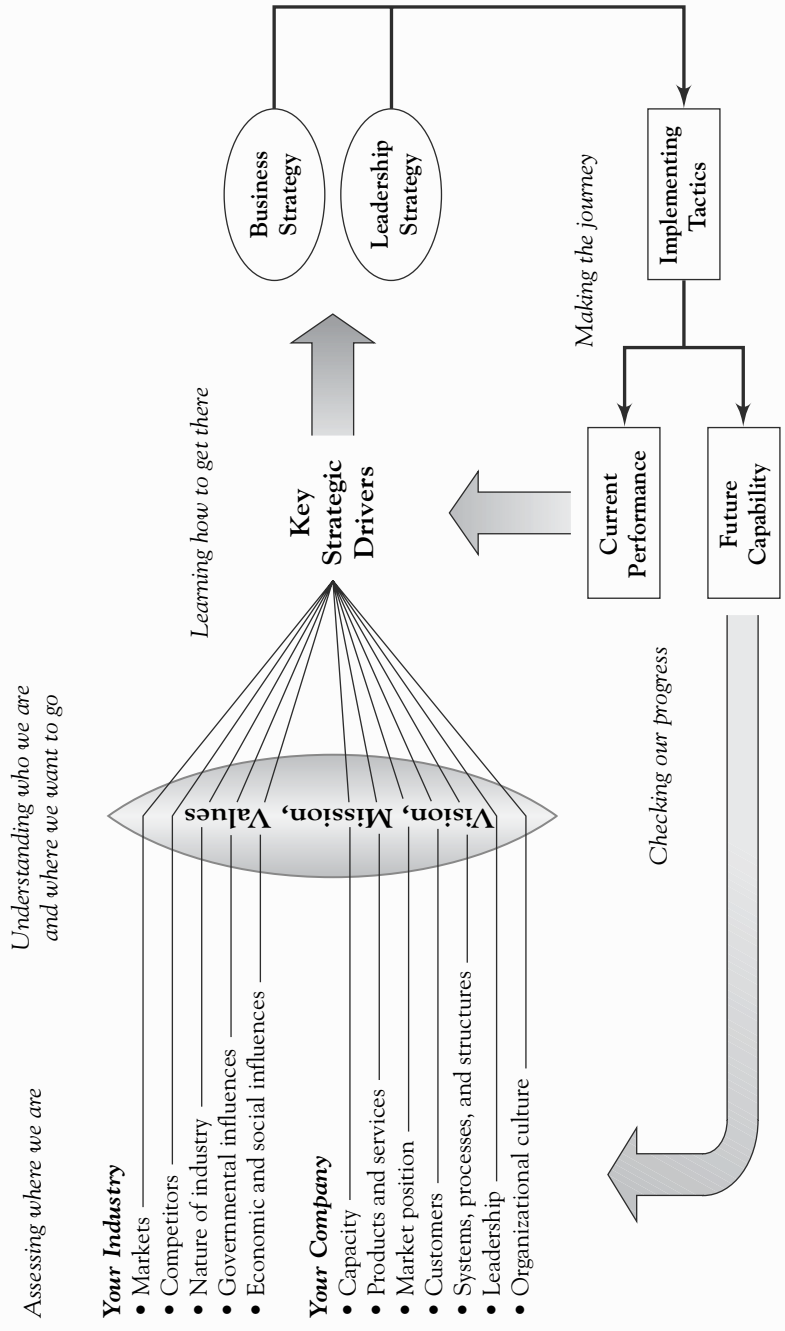 Assessing where we are
Understanding who we are
and where we want to go
Learning how to get there
Your Industry
• Markets
• Competitors
• Nature of industry
• Governmental influences
• Economic and social influences
Your Company
• Capacity
• Products and services
• Market position
• Customers
• Systems, processes, and structures
• Leadership
• Organizational culture
Vision, Mission, Values
Key
Strategic
Drivers
Business
Strategy
Leadership
Strategy
Making the journey
Implementing
Tactics
Current
Performance
Future
Capability
Checking our progress